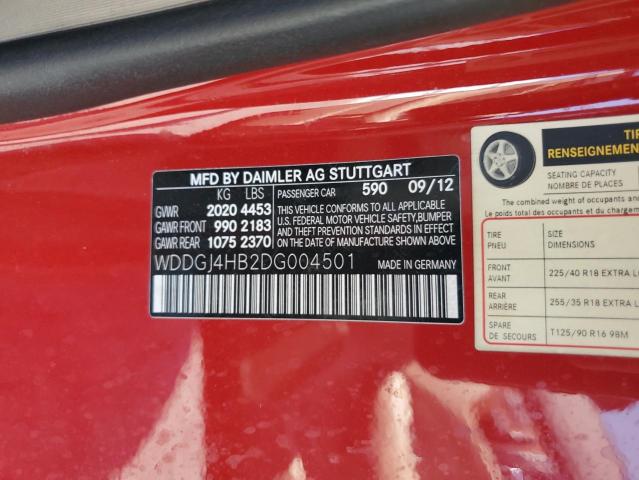 MFD BY DAIMLER AG STUTTGART
KG LBS PASSENGER CAR 590 09/12
GVWR 2020 4453
GAWR FRONT 990 2183
GAWR REAR 1075 2370
THIS VEHICLE CONFORMS TO ALL APPLICABLE
U.S. FEDERAL MOTOR VEHICLE SAFETY,BUMPER
AND THEFT PREVENTION STANDARDS IN EFFECT
ON THE DATE OF MANUFACTURE SHOWN ABOVE.
WDDGJ4HB2DG004501 MADE IN GERMANY
TIR
RENSEIGNEMENT
SEATING CAPACITY
NOMBRE DE PLACES
The combined weight of occupants and
Le poids total des occupants et du char
TIRE SIZE
PNEU DIMENSIONS
FRONT
AVANT
225/40 R18 EXTRA L
REAR
ARRIÈRE
255/35 R18 EXTRA L
SPARE
DE SECOURS
T125/90 R16 98M